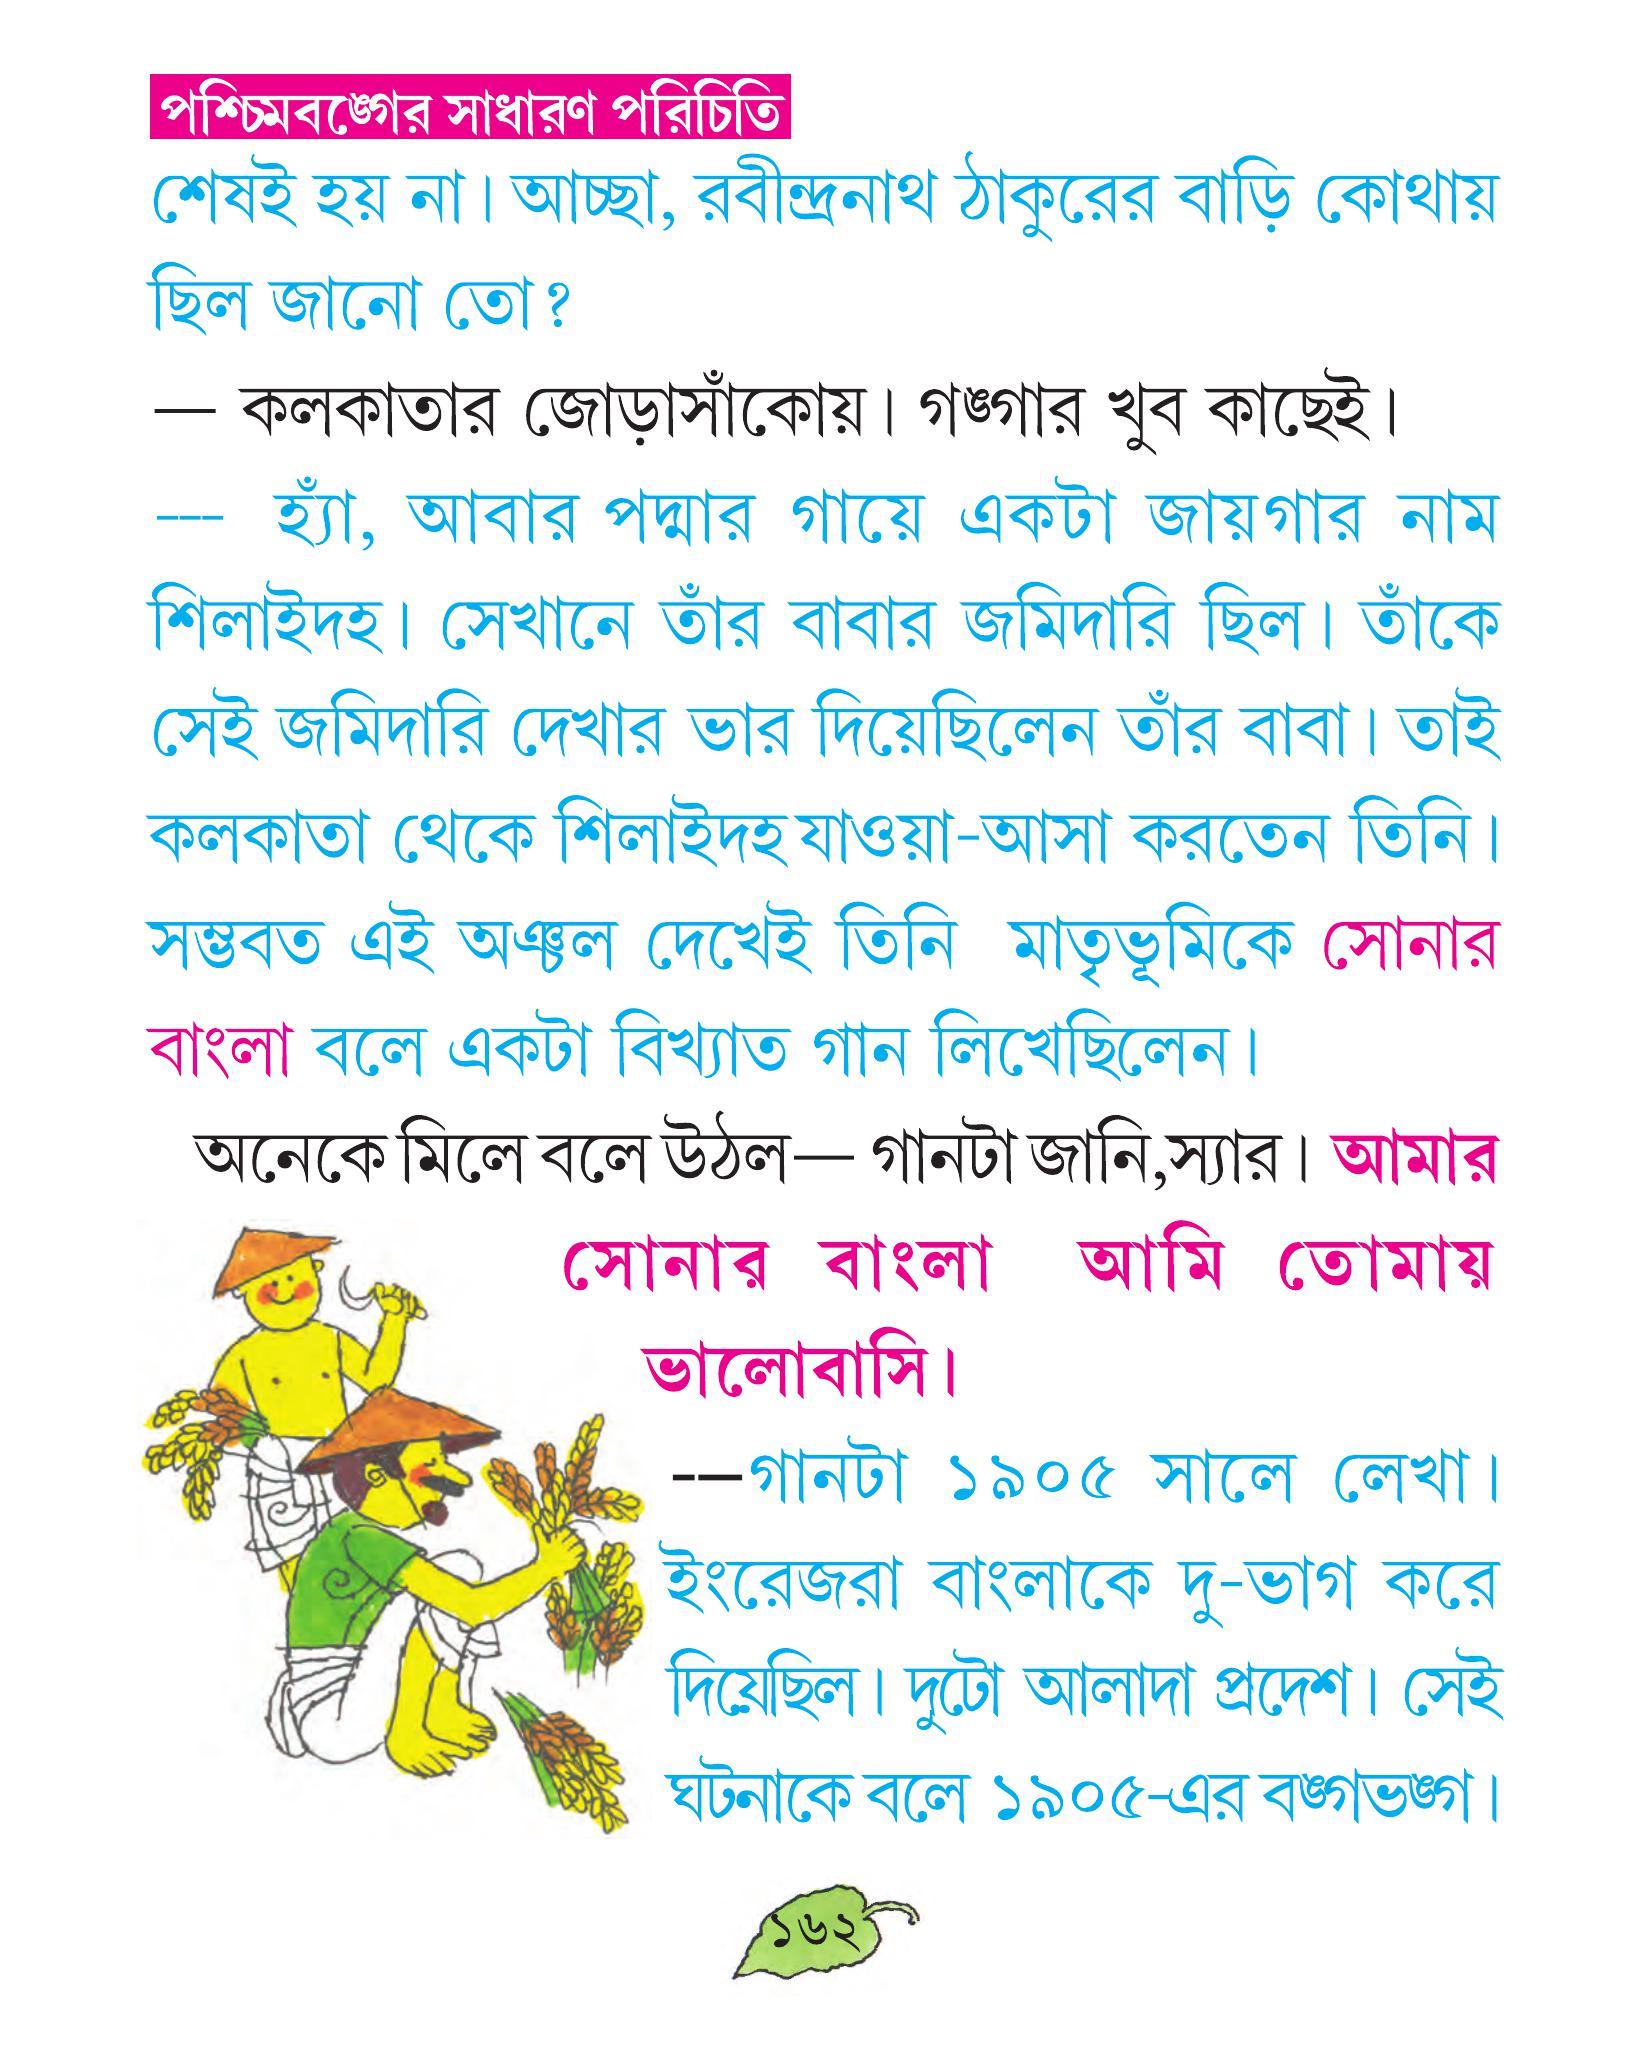 পশ্চিমবঙ্গের সাধারণ পরিচিতি
শেষই হয় না। আচ্ছা, রবীন্দ্রনাথ ঠাকুরের বাড়ি কোথায়
ছিল জানো তো?
— কলকাতার জোড়াসাঁকোয়। গঙ্গার খুব কাছেই।
--- হ্যাঁ, আবার পদ্মার গায়ে একটা জায়গার নাম
শিলাইদহ। সেখানে তাঁর বাবার জমিদারি ছিল। তাঁকে
সেই জমিদারি দেখার ভার দিয়েছিলেন তাঁর বাবা। তাই
কলকাতা থেকে শিলাইদহ যাওয়া-আসা করতেন তিনি।
সম্ভবত এই অঞ্চল দেখেই তিনি মাতৃভূমিকে সোনার
বাংলা বলে একটা বিখ্যাত গান লিখেছিলেন।
অনেকে মিলে বলে উঠল— গানটা জানি,স্যার। আমার
সোনার বাংলা আমি তোমায়
ভালোবাসি।
-—গানটা ১৯০৫ সালে লেখা।
ইংরেজরা বাংলাকে দু-ভাগ করে
দিয়েছিল। দুটো আলাদা প্রদেশ। সেই
ঘটনাকে বলে ১৯০৫-এর বঙ্গভঙ্গ।
১৬২